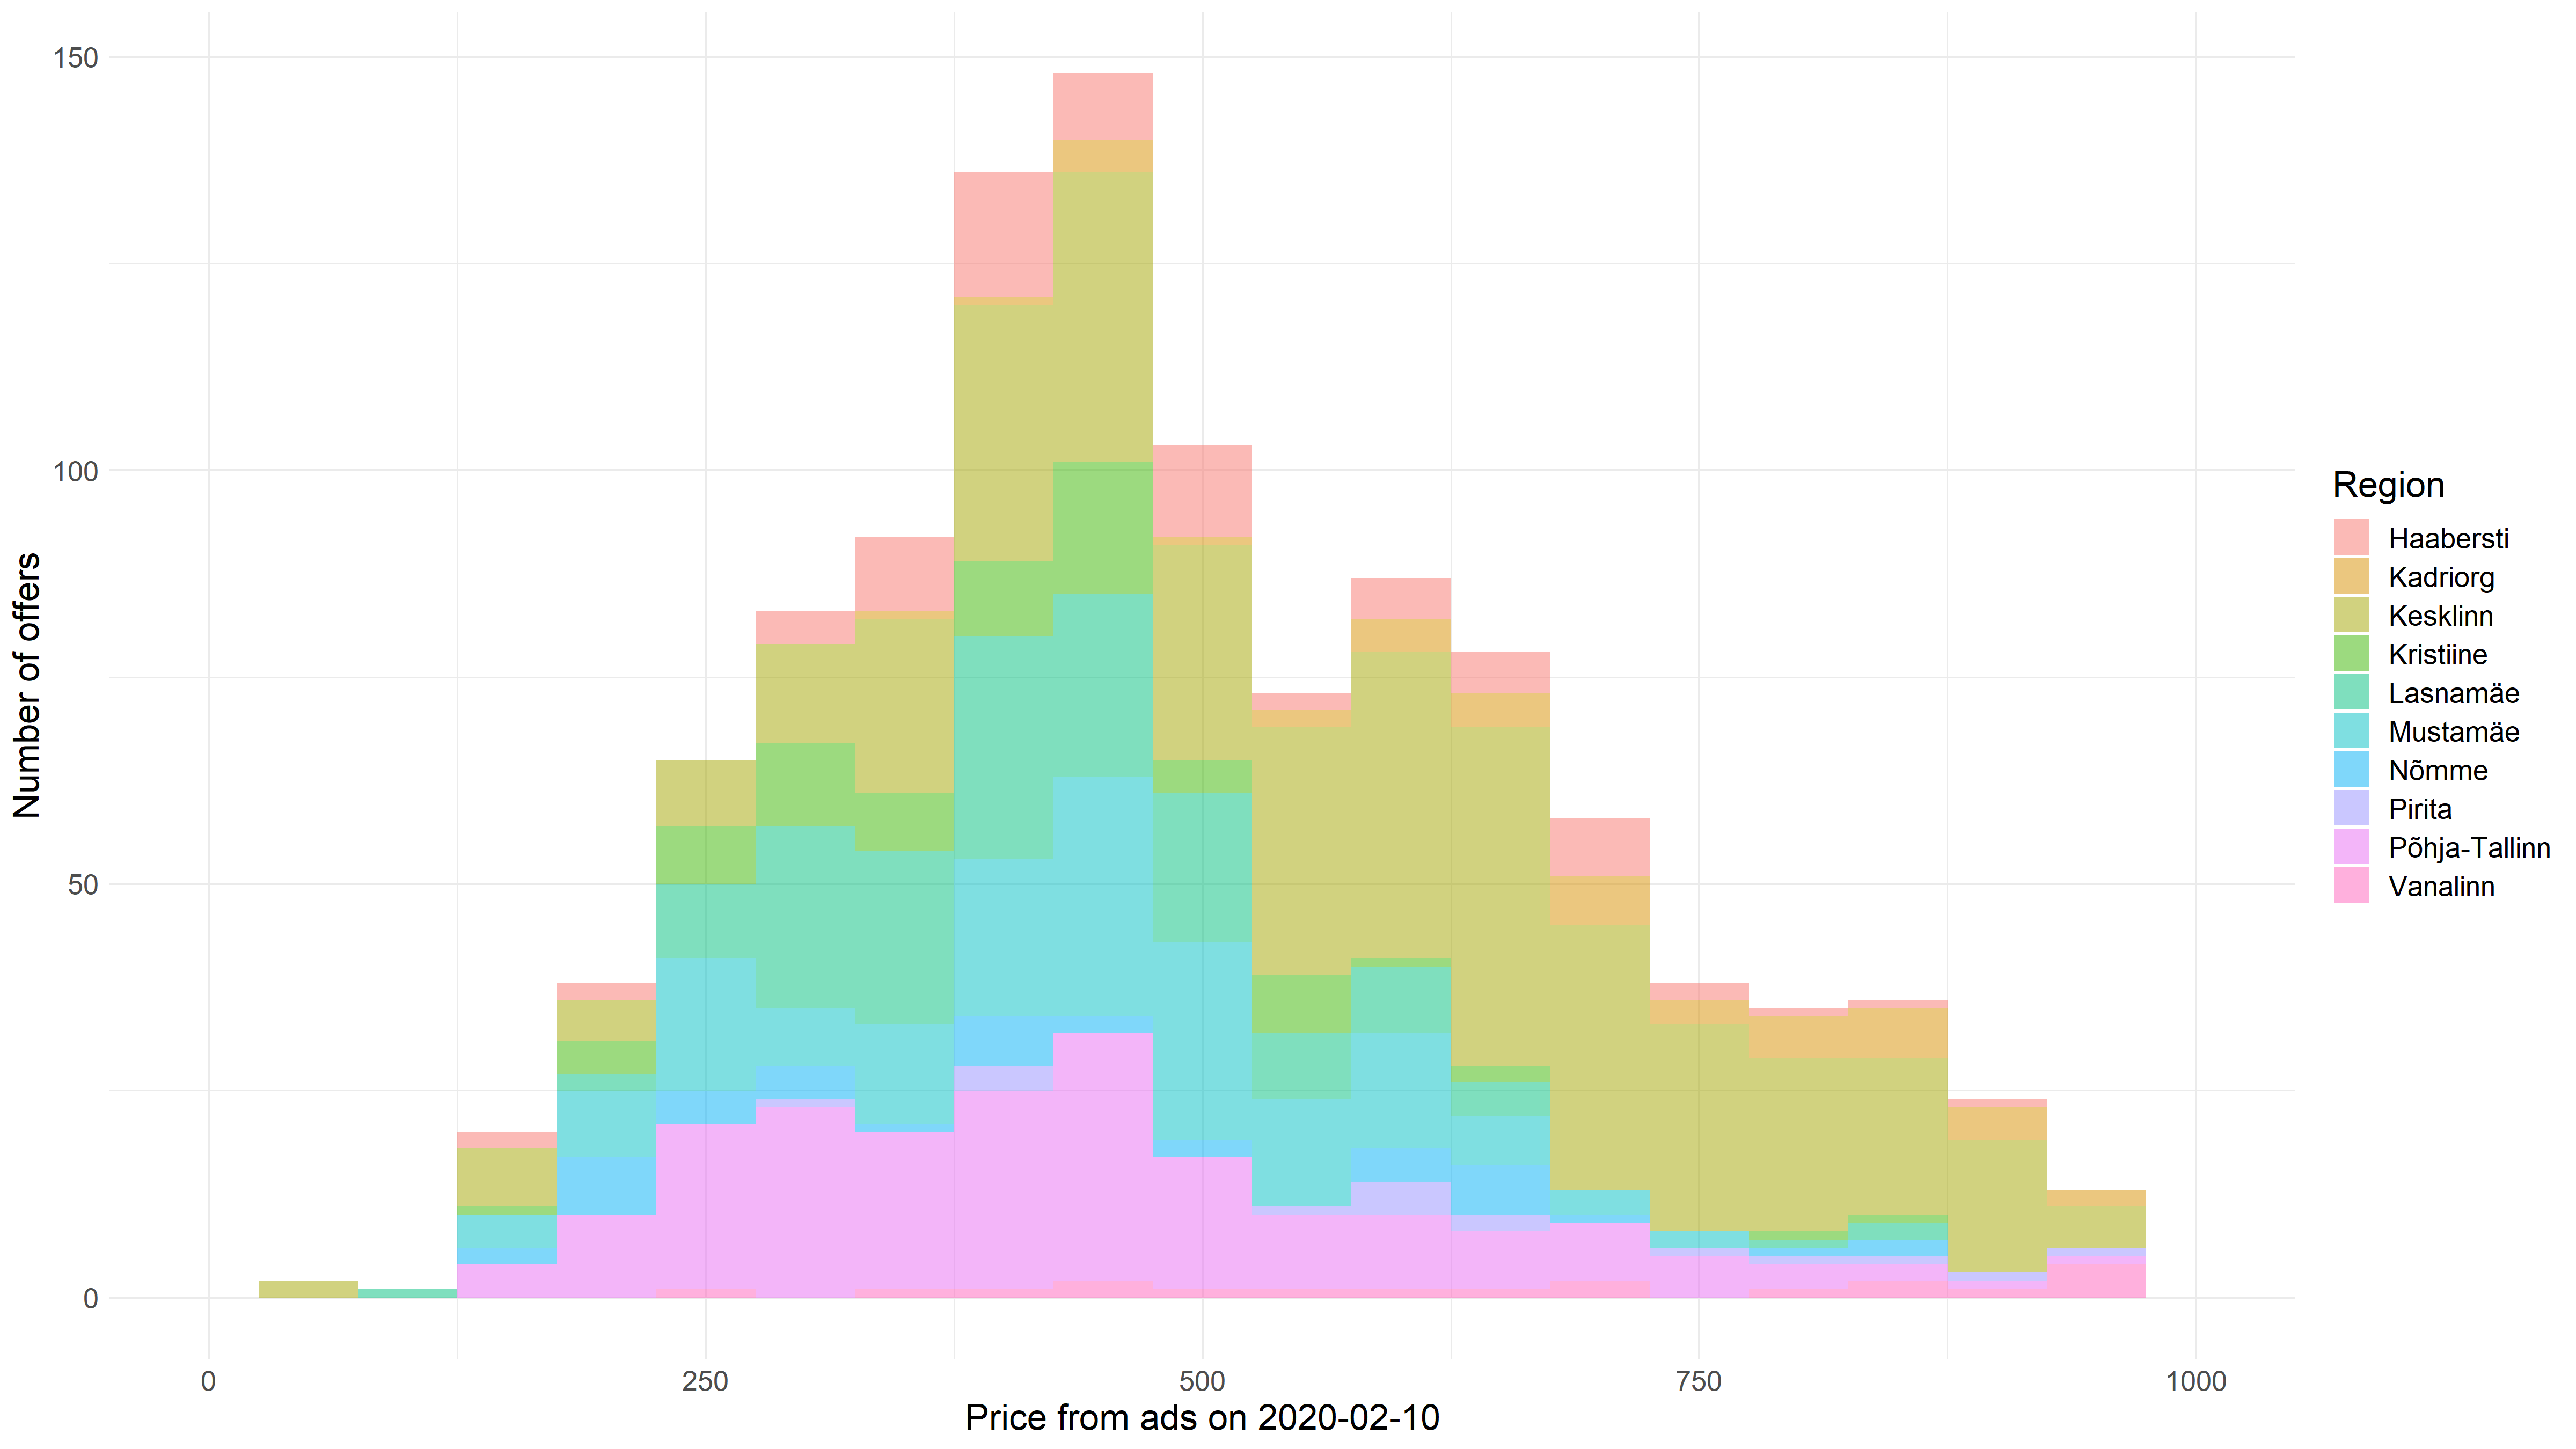 150
100
50
0
Number of offers
0 250 500 750 1000
Price from ads on 2020-02-10
Region
Haabersti
Kadriorg
Kesklinn
Kristiine
Lasnamäe
Mustamäe
Nõmme
Pirita
Põhja-Tallinn
Vanalinn